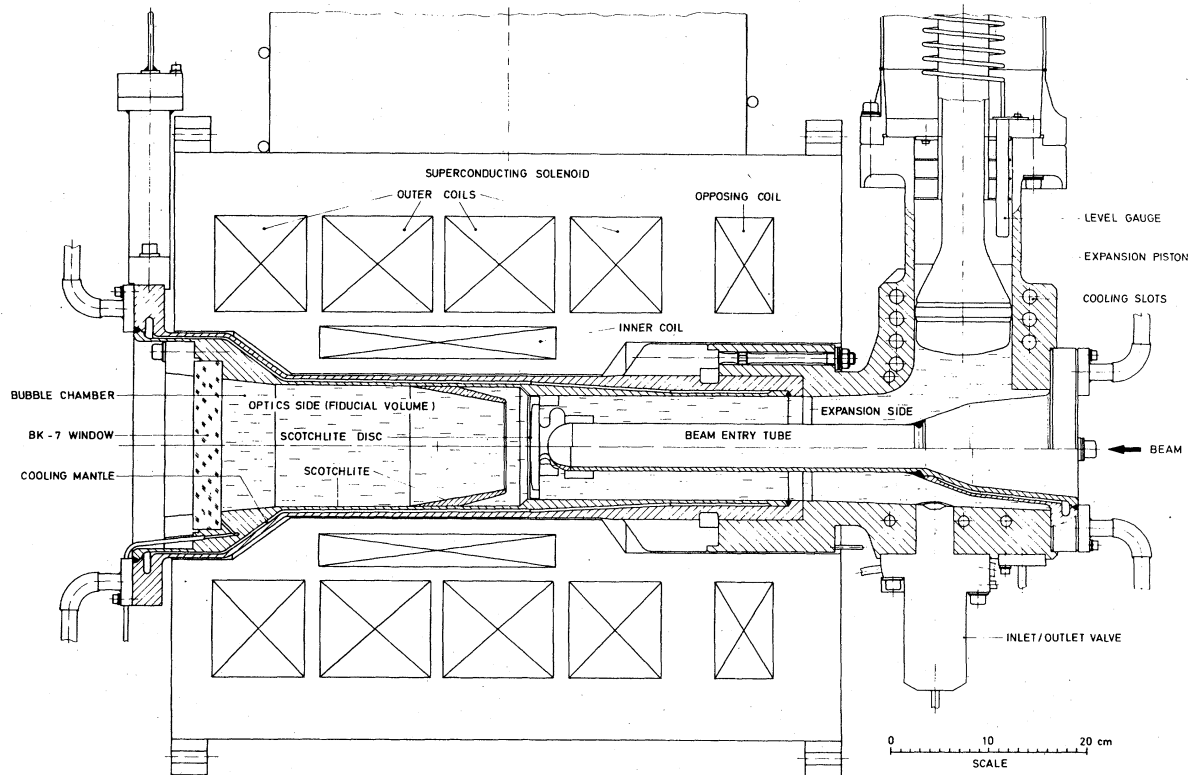 SUPERCONDUCTING SOLENOID
OUTER COILS
OPPOSING COIL
LEVEL GAUGE
EXPANSION PISTON
COOLING SLOTS
INNER COIL
BUBBLE CHAMBER
OPTICS SIDE (FIDUCIAL VOLUME)
EXPANSION SIDE
BK-7 WINDOW
SCOTCHLITE DISC
BEAM ENTRY TUBE
BEAM
COOLING MANTLE
SCOTCHLITE
INLET/OUTLET VALVE
0 10 20 cm
SCALE